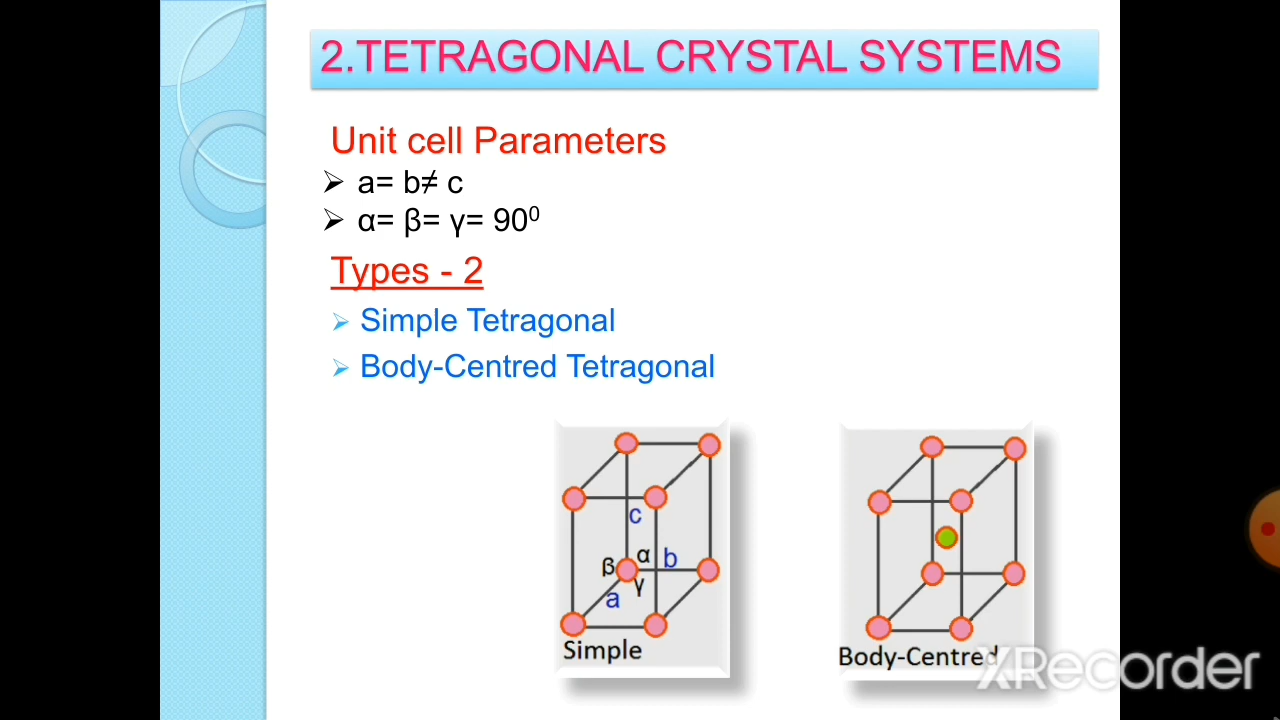 2.TETRAGONAL CRYSTAL SYSTEMS
Unit cell Parameters
➢ a= b≠ c
➢ α= β= γ= 90⁰
Types - 2
➢ Simple Tetragonal
➢ Body-Centred Tetragonal
c
β α b
a γ
Simple
Body-Centred
XRecorder